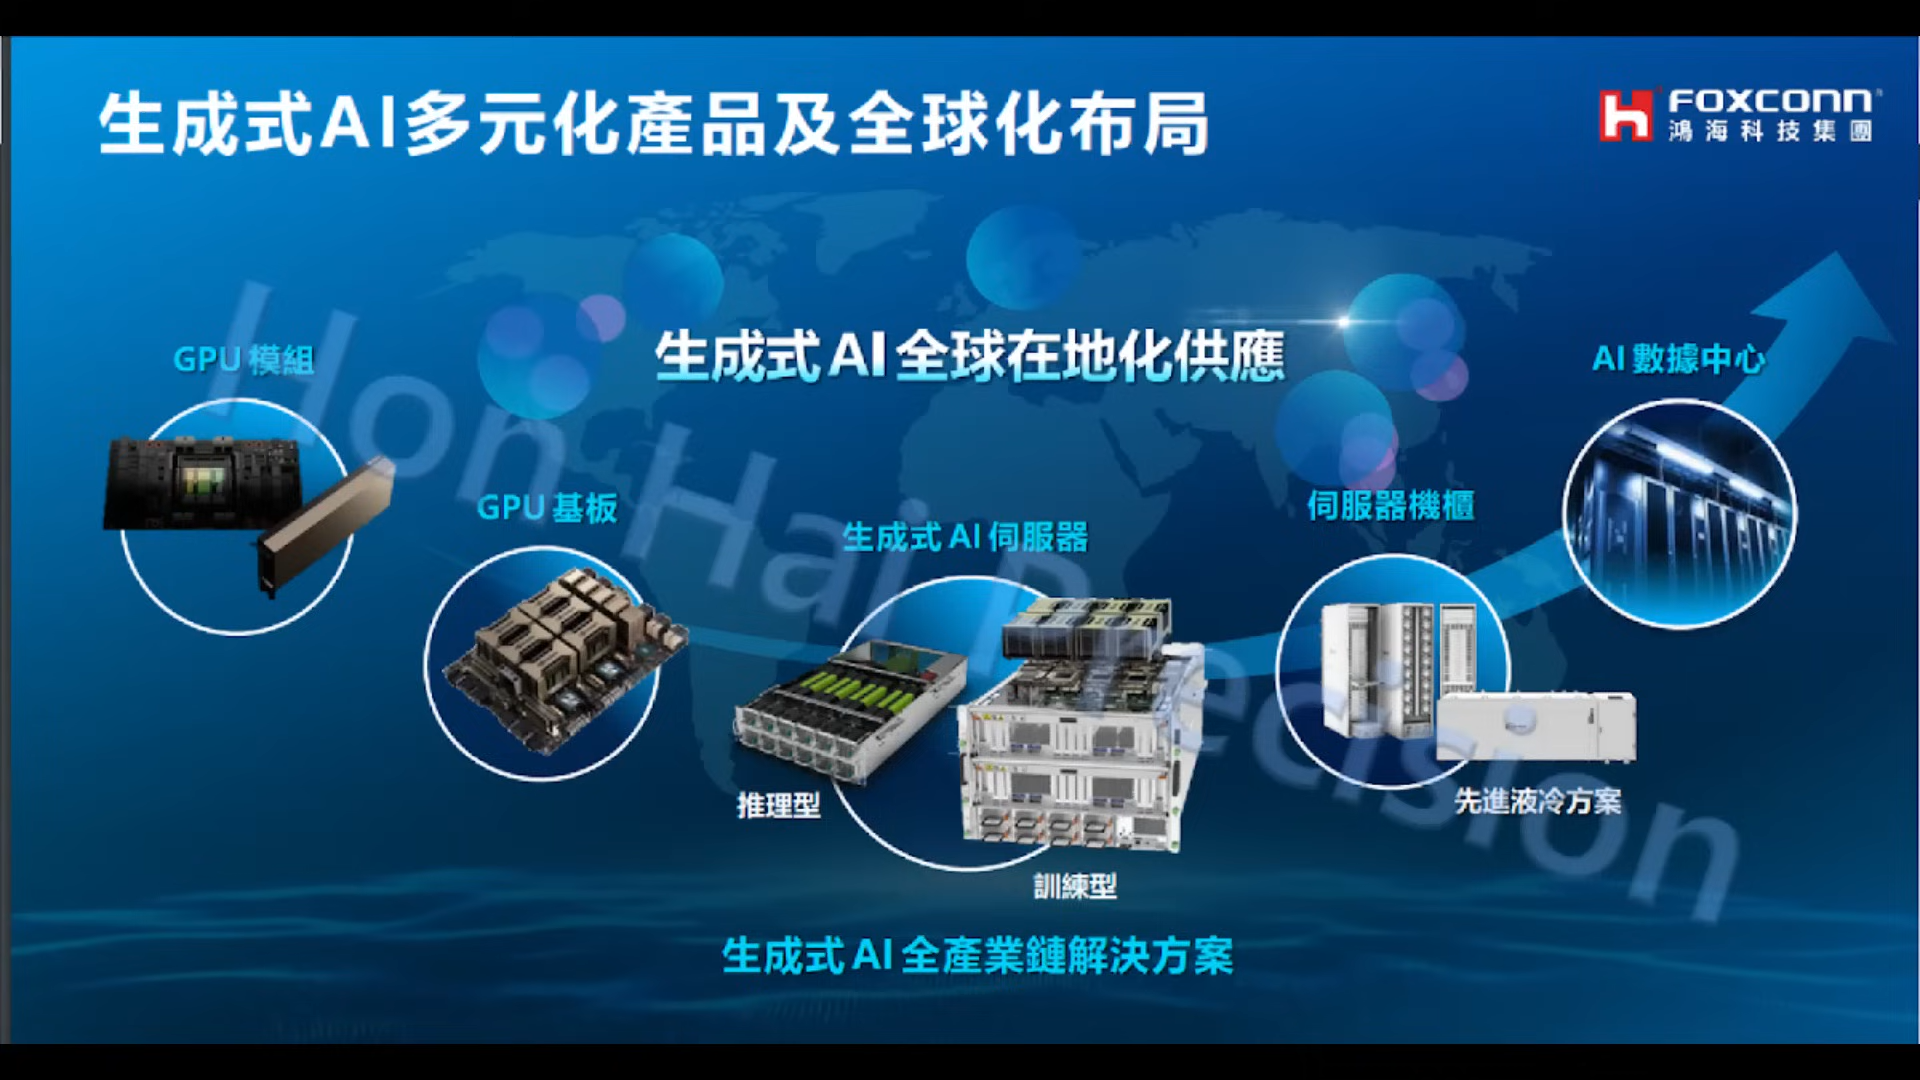 生成式AI多元化產品及全球化布局
FOXCONN
鴻海科技集團
生成式AI全球在地化供應
GPU模組
GPU基板
生成式AI伺服器
伺服器機櫃
AI數據中心
推理型
訓練型
先進液冷方案
生成式AI全產業鏈解決方案
Hon Hai Precision